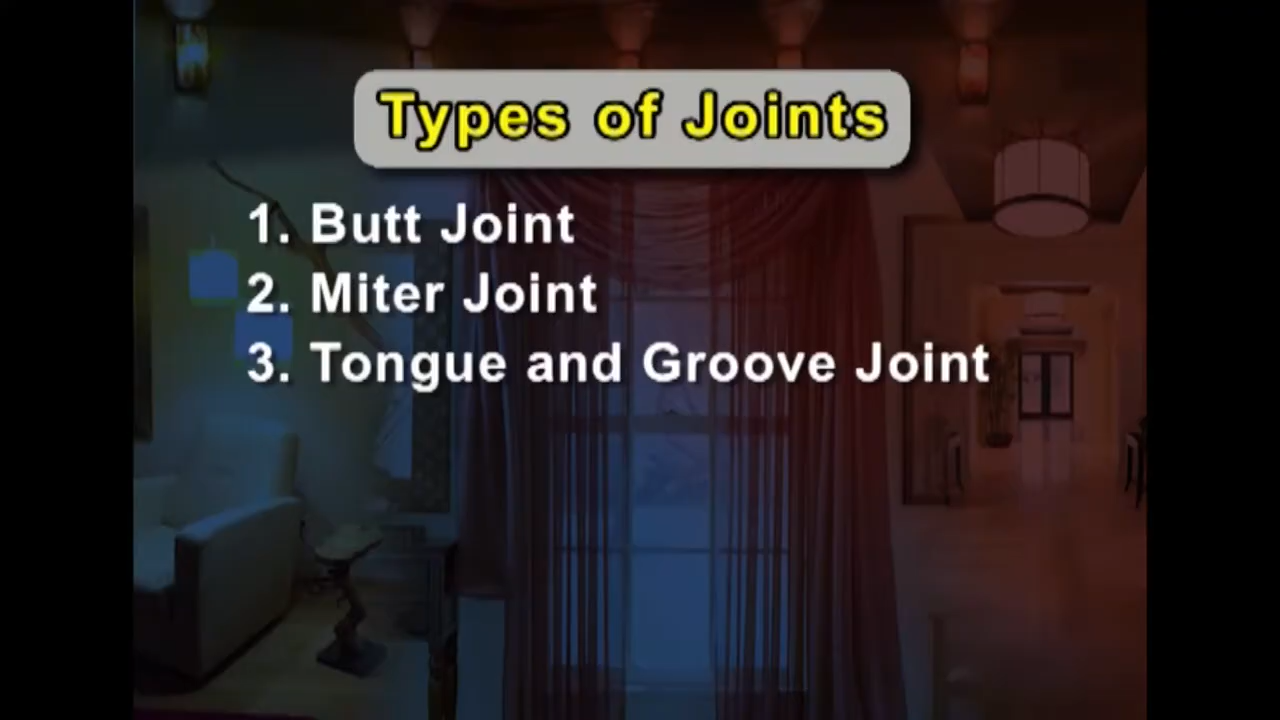 Types of Joints
1. Butt Joint
2. Miter Joint
3. Tongue and Groove Joint